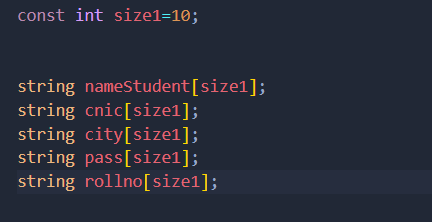 const int size1=10;
string nameStudent[size1];
string cnic[size1];
string city[size1];
string pass[size1];
string rollno[size1];